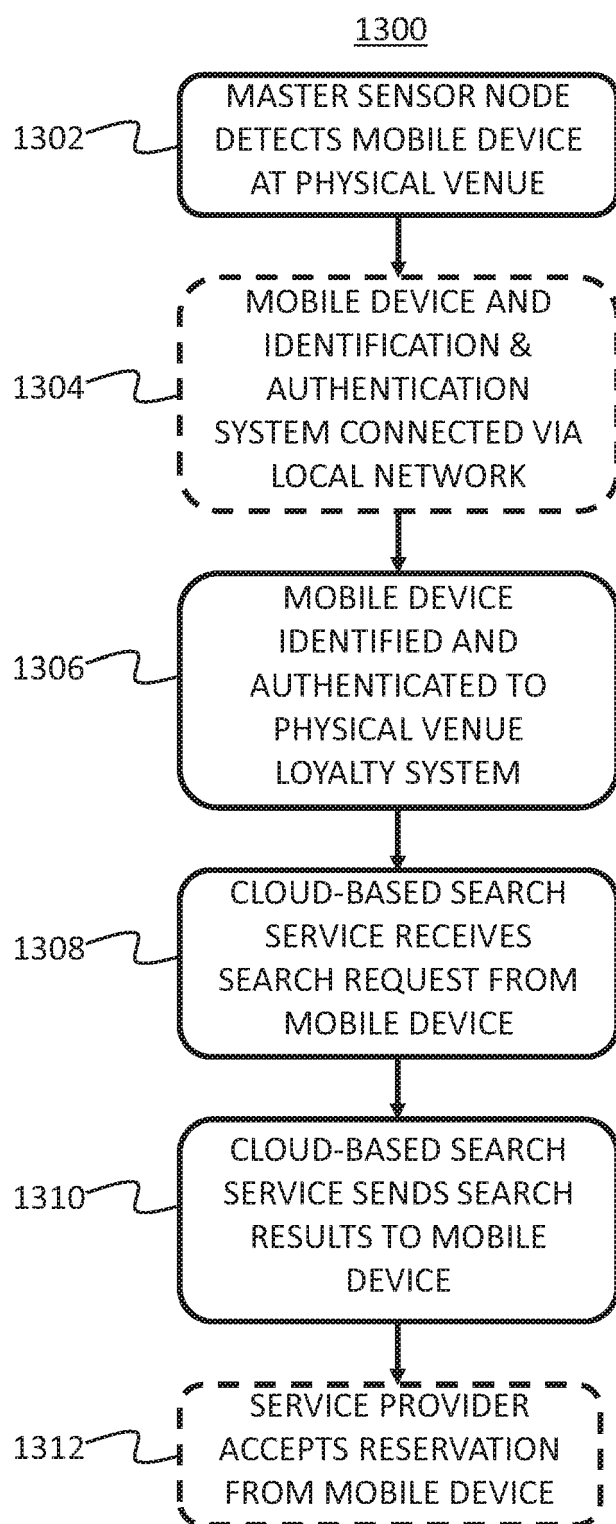 1300
1302
MASTER SENSOR NODE
DETECTS MOBILE DEVICE
AT PHYSICAL VENUE
1304
MOBILE DEVICE AND
IDENTIFICATION &
AUTHENTICATION
SYSTEM CONNECTED VIA
LOCAL NETWORK
1306
MOBILE DEVICE
IDENTIFIED AND
AUTHENTICATED TO
PHYSICAL VENUE
LOYALTY SYSTEM
1308
CLOUD-BASED SEARCH
SERVICE RECEIVES
SEARCH REQUEST FROM
MOBILE DEVICE
1310
CLOUD-BASED SEARCH
SERVICE SENDS SEARCH
RESULTS TO MOBILE
DEVICE
1312
SERVICE PROVIDER
ACCEPTS RESERVATION
FROM MOBILE DEVICE